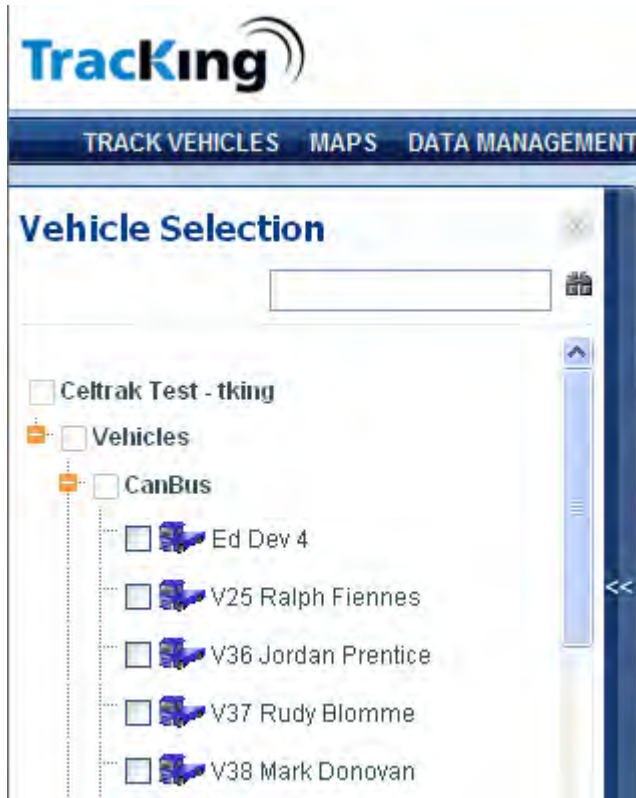 TracKing
TRACK VEHICLES MAPS DATA MANAGEMENT
Vehicle Selection
Celtrak Test - tking
Vehicles
CanBus
Ed Dev 4
<<
V25 Ralph Fiennes
V36 Jordan Prentice
V37 Rudy Blomme
V38 Mark Donovan